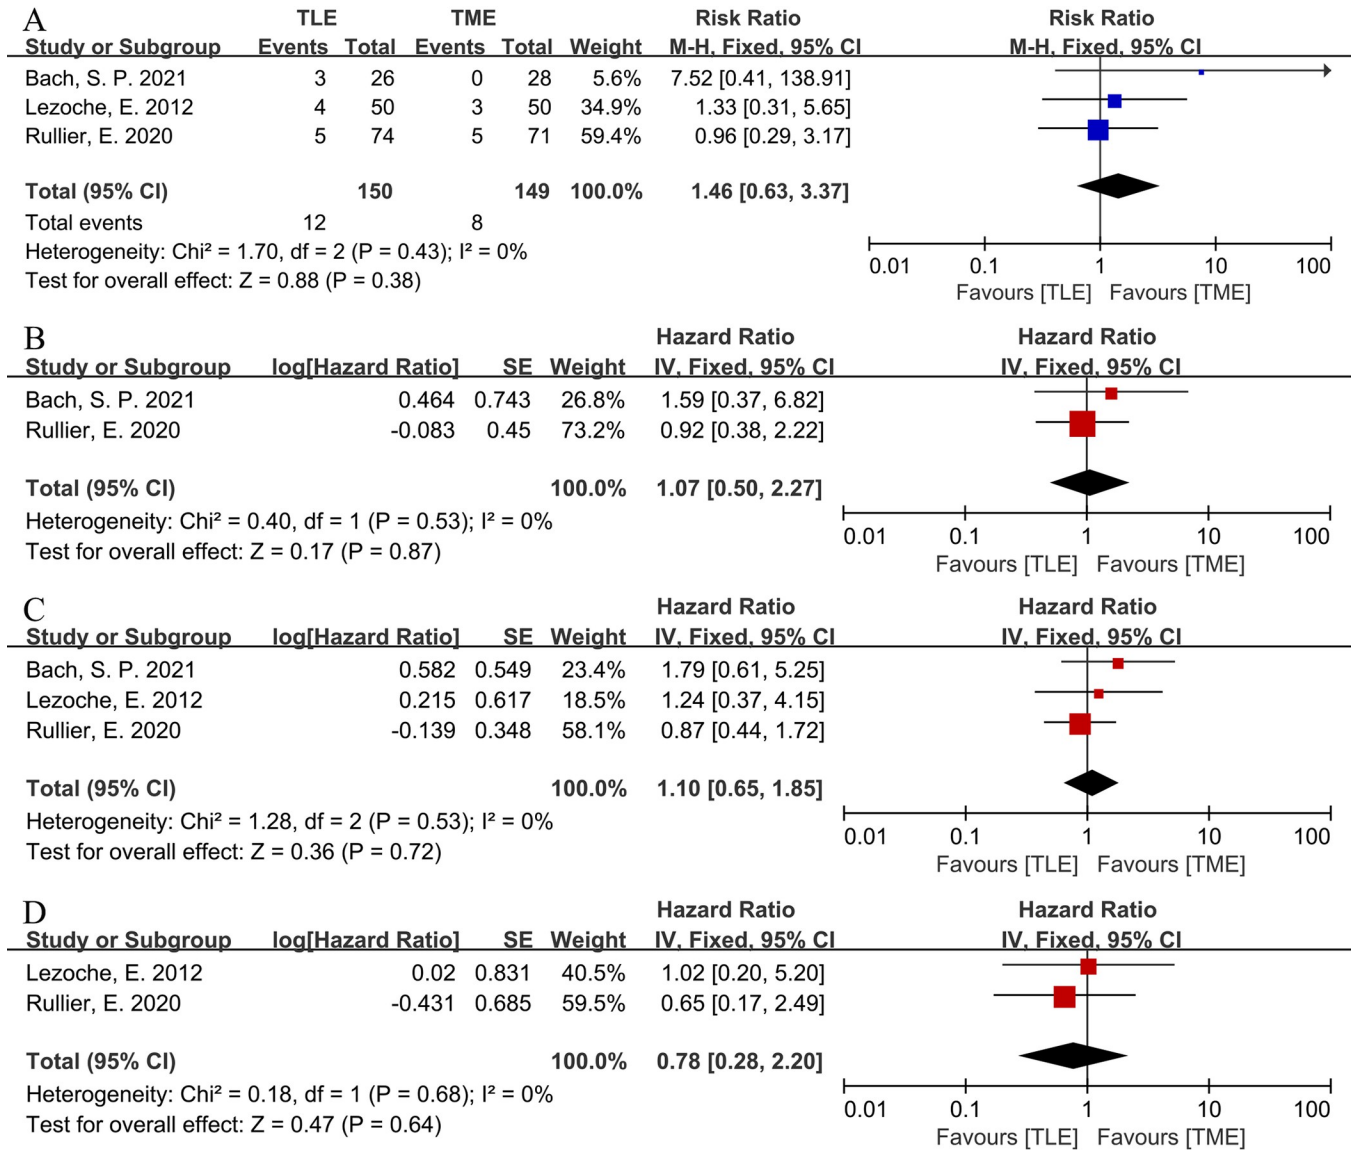 A TLE TME Risk Ratio Risk Ratio
Study or Subgroup Events Total Events Total Weight M-H, Fixed, 95% CI M-H, Fixed, 95% CI
Bach, S. P. 2021 3 26 0 28 5.6% 7.52 [0.41, 138.91]
Lezoche, E. 2012 4 50 3 50 34.9% 1.33 [0.31, 5.65]
Rullier, E. 2020 5 74 5 71 59.4% 0.96 [0.29, 3.17]
Total (95% CI) 150 149 100.0% 1.46 [0.63, 3.37]
Total events 12 8
Heterogeneity: Chi² = 1.70, df = 2 (P = 0.43); I² = 0%
Test for overall effect: Z = 0.88 (P = 0.38)
0.01 0.1 1 10 100
Favours [TLE] Favours [TME]
B Hazard Ratio Hazard Ratio
Study or Subgroup log[Hazard Ratio] SE Weight IV, Fixed, 95% CI IV, Fixed, 95% CI
Bach, S. P. 2021 0.464 0.743 26.8% 1.59 [0.37, 6.82]
Rullier, E. 2020 -0.083 0.45 73.2% 0.92 [0.38, 2.22]
Total (95% CI) 100.0% 1.07 [0.50, 2.27]
Heterogeneity: Chi² = 0.40, df = 1 (P = 0.53); I² = 0%
Test for overall effect: Z = 0.17 (P = 0.87)
0.01 0.1 1 10 100
Favours [TLE] Favours [TME]
C Hazard Ratio Hazard Ratio
Study or Subgroup log[Hazard Ratio] SE Weight IV, Fixed, 95% CI IV, Fixed, 95% CI
Bach, S. P. 2021 0.582 0.549 23.4% 1.79 [0.61, 5.25]
Lezoche, E. 2012 0.215 0.617 18.5% 1.24 [0.37, 4.15]
Rullier, E. 2020 -0.139 0.348 58.1% 0.87 [0.44, 1.72]
Total (95% CI) 100.0% 1.10 [0.65, 1.85]
Heterogeneity: Chi² = 1.28, df = 2 (P = 0.53); I² = 0%
Test for overall effect: Z = 0.36 (P = 0.72)
0.01 0.1 1 10 100
Favours [TLE] Favours [TME]
D Hazard Ratio Hazard Ratio
Study or Subgroup log[Hazard Ratio] SE Weight IV, Fixed, 95% CI IV, Fixed, 95% CI
Lezoche, E. 2012 0.02 0.831 40.5% 1.02 [0.20, 5.20]
Rullier, E. 2020 -0.431 0.685 59.5% 0.65 [0.17, 2.49]
Total (95% CI) 100.0% 0.78 [0.28, 2.20]
Heterogeneity: Chi² = 0.18, df = 1 (P = 0.68); I² = 0%
Test for overall effect: Z = 0.47 (P = 0.64)
0.01 0.1 1 10 100
Favours [TLE] Favours [TME]